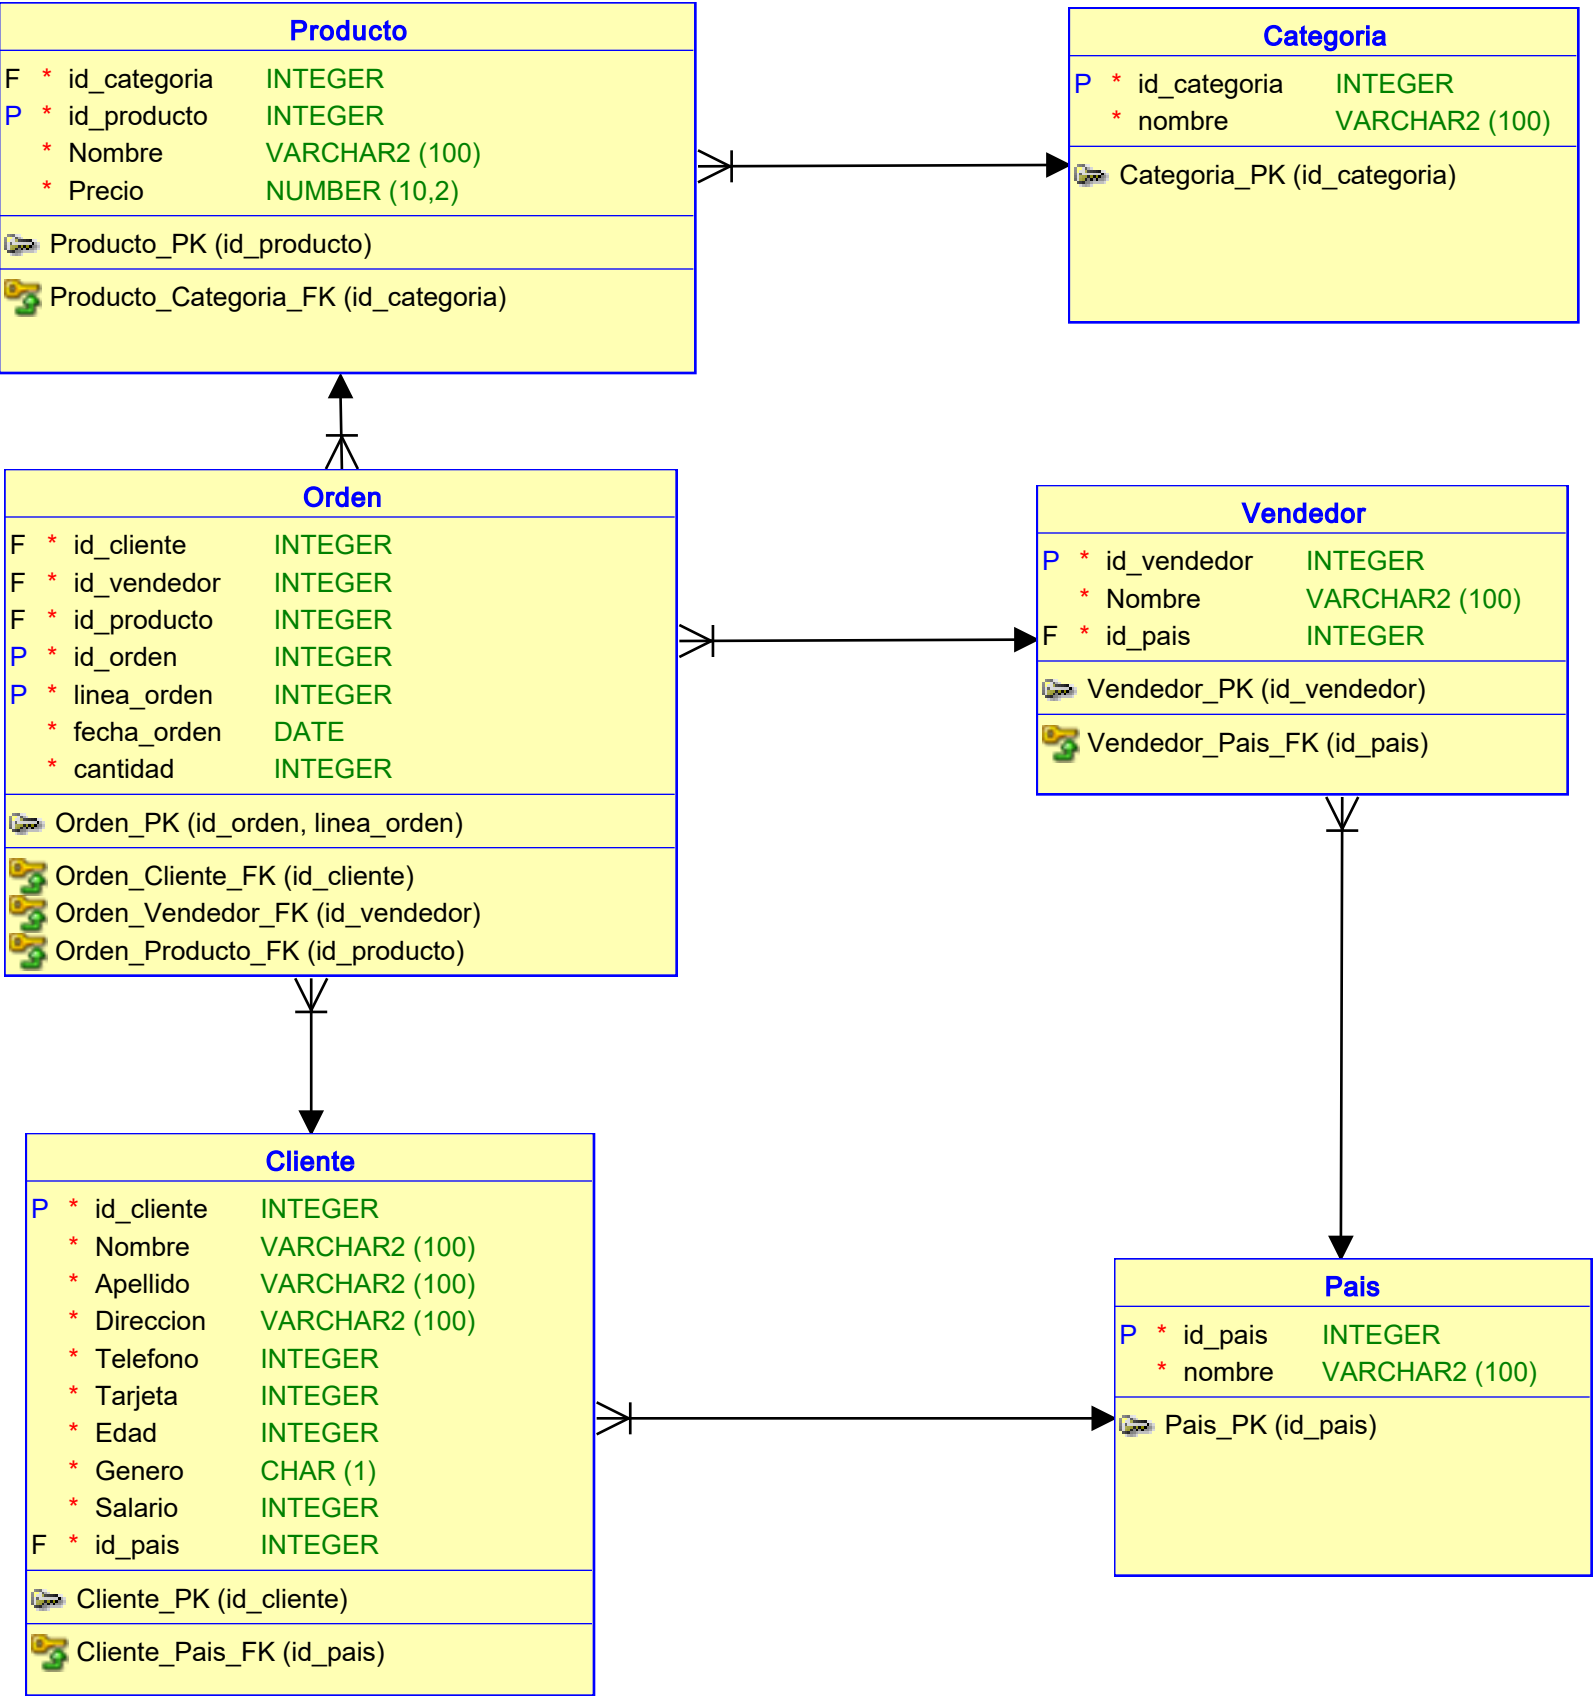 Producto
F * id_categoria INTEGER
P * id_producto INTEGER
* Nombre VARCHAR2 (100)
* Precio NUMBER (10,2)
Producto_PK (id_producto)
Producto_Categoria_FK (id_categoria)
Categoria
P * id_categoria INTEGER
* nombre VARCHAR2 (100)
Categoria_PK (id_categoria)
Orden
F * id_cliente INTEGER
F * id_vendedor INTEGER
F * id_producto INTEGER
P * id_orden INTEGER
P * linea_orden INTEGER
* fecha_orden DATE
* cantidad INTEGER
Orden_PK (id_orden, linea_orden)
Orden_Cliente_FK (id_cliente)
Orden_Vendedor_FK (id_vendedor)
Orden_Producto_FK (id_producto)
Vendedor
P * id_vendedor INTEGER
* Nombre VARCHAR2 (100)
F * id_pais INTEGER
Vendedor_PK (id_vendedor)
Vendedor_Pais_FK (id_pais)
Cliente
P * id_cliente INTEGER
* Nombre VARCHAR2 (100)
* Apellido VARCHAR2 (100)
* Direccion VARCHAR2 (100)
* Telefono INTEGER
* Tarjeta INTEGER
* Edad INTEGER
* Genero CHAR (1)
* Salario INTEGER
F * id_pais INTEGER
Cliente_PK (id_cliente)
Cliente_Pais_FK (id_pais)
Pais
P * id_pais INTEGER
* nombre VARCHAR2 (100)
Pais_PK (id_pais)